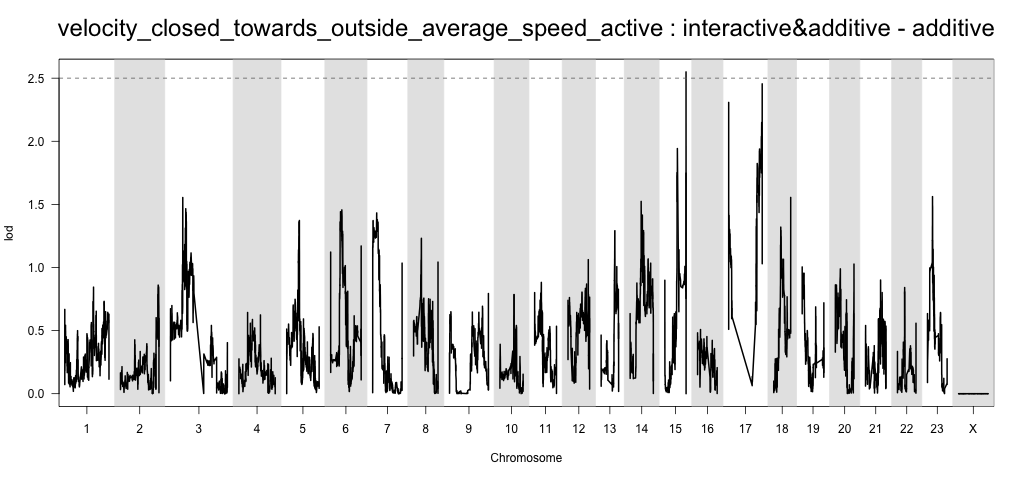 velocity_closed_towards_outside_average_speed_active : interactive&additive - additive
2.5
2.0
1.5
1.0
0.5
0.0
lod
1 2 3 4 5 6 7 8 9 10 11 12 13 14 15 16 17 18 19 20 21 22 23 X
Chromosome